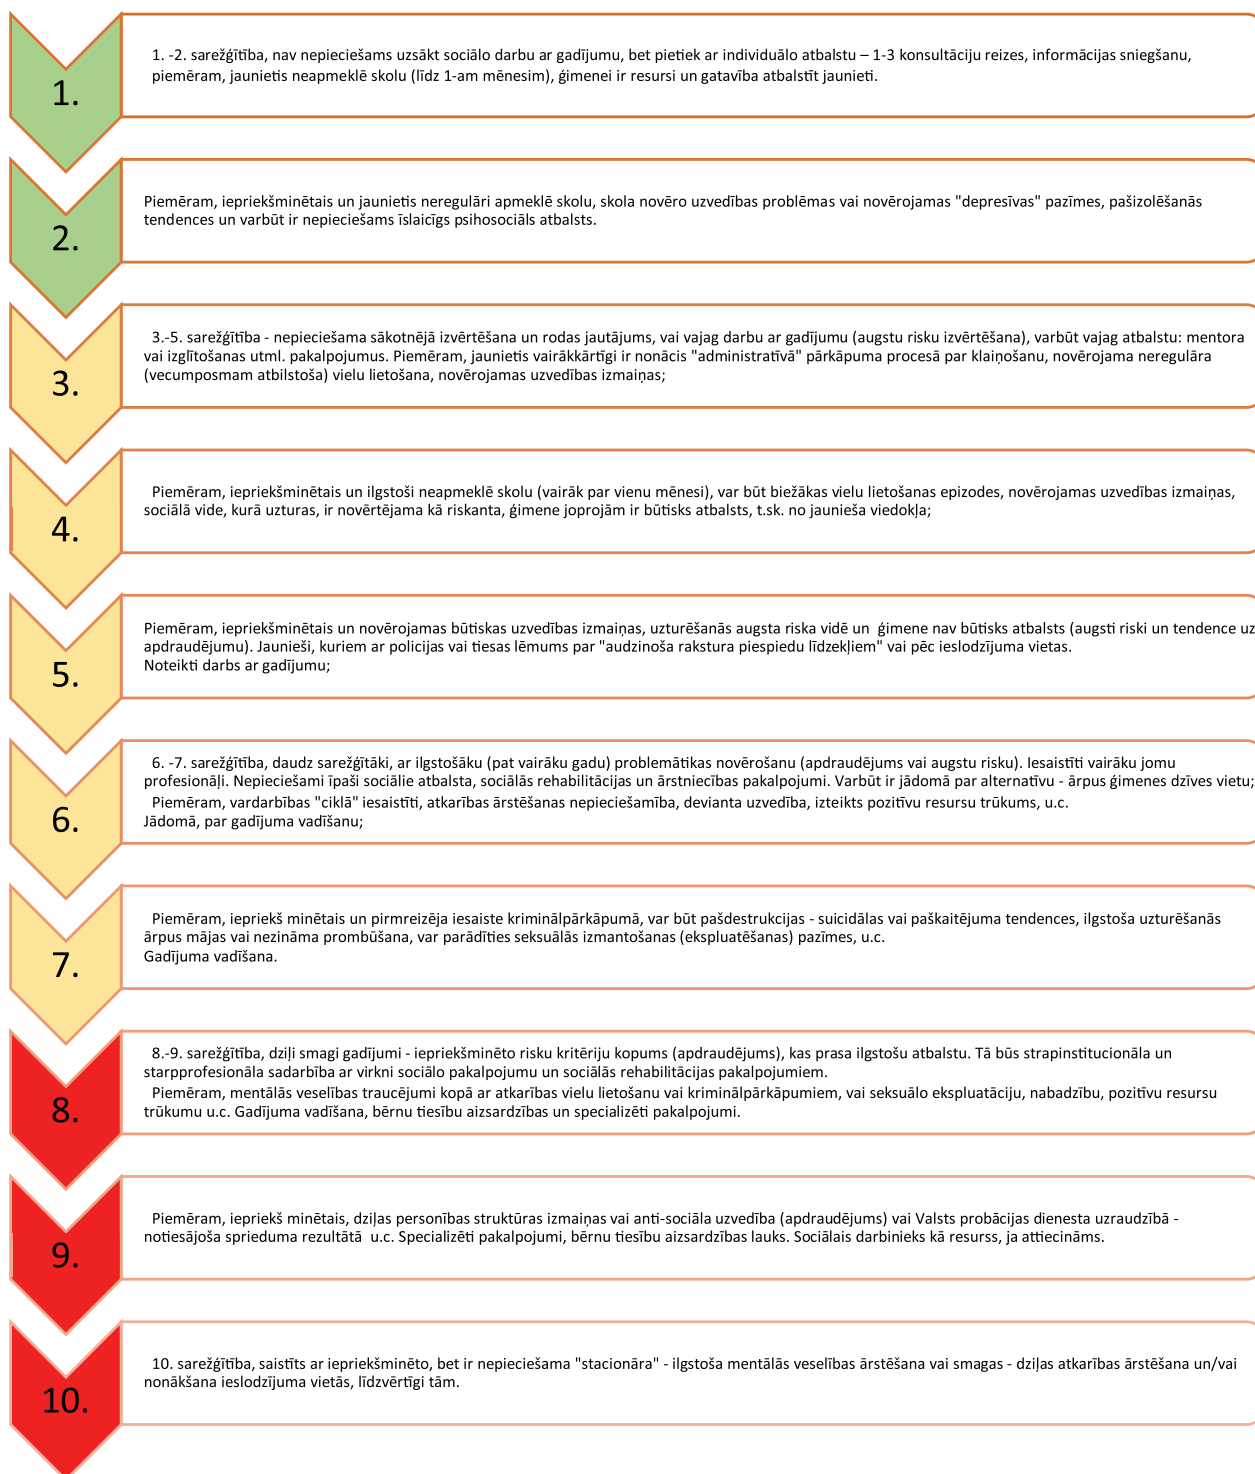 1.
1. -2. sarežģītība, nav nepieciešams uzsākt sociālo darbu ar gadījumu, bet pietiek ar individuālo atbalstu – 1-3 konsultāciju reizes, informācijas sniegšanu,
piemēram, jaunietis neapmeklē skolu (līdz 1-am mēnesim), ģimenei ir resursi un gatavība atbalstīt jaunieti.
2.
Piemēram, iepriekšminētais un jaunietis neregulāri apmeklē skolu, skola novēro uzvedības problēmas vai novērojamas "depresīvas" pazīmes, pašizolēšanās
tendences un varbūt ir nepieciešams īslaicīgs psihosociāls atbalsts.
3.
3.-5. sarežģītība - nepieciešama sākotnējā izvērtēšana un rodas jautājums, vai vajag darbu ar gadījumu (augstu risku izvērtēšana), varbūt vajag atbalstu: mentora
vai izglītošanas utml. pakalpojumus. Piemēram, jaunietis vairākkārtīgi ir nonācis "administratīvā" pārkāpuma procesā par klaiņošanu, novērojama neregulāra
(vecumposmam atbilstoša) vielu lietošana, novērojamas uzvedības izmaiņas;
4.
Piemēram, iepriekšminētais un ilgstoši neapmeklē skolu (vairāk par vienu mēnesi), var būt biežākas vielu lietošanas epizodes, novērojamas uzvedības izmaiņas,
sociālā vide, kurā uzturas, ir novērtējama kā riskanta, ģimene joprojām ir būtisks atbalsts, t.sk. no jaunieša viedokļa;
5.
Piemēram, iepriekšminētais un novērojamas būtiskas uzvedības izmaiņas, uzturēšanās augsta riska vidē un  ģimene nav būtisks atbalsts (augsti riski un tendence uz
apdraudējumu). Jaunieši, kuriem ar policijas vai tiesas lēmums par "audzinoša rakstura piespiedu līdzekļiem" vai pēc ieslodzījuma vietas.
Noteikti darbs ar gadījumu;
6.
6. -7. sarežģītība, daudz sarežģītāki, ar ilgstošāku (pat vairāku gadu) problemātikas novērošanu (apdraudējums vai augstu risku). Iesaistīti vairāku jomu
profesionāļi. Nepieciešami īpaši sociālie atbalsta, sociālās rehabilitācijas un ārstniecības pakalpojumi. Varbūt ir jādomā par alternatīvu - ārpus ģimenes dzīves vietu;
Piemēram, vardarbības "ciklā" iesaistīti, atkarības ārstēšanas nepieciešamība, devianta uzvedība, izteikts pozitīvu resursu trūkums, u.c.
Jādomā, par gadījuma vadīšanu;
7.
Piemēram, iepriekš minētais un pirmreizēja iesaiste kriminālpārkāpumā, var būt pašdestrukcijas - suicidālas vai paškaitējuma tendences, ilgstoša uzturēšanās
ārpus mājas vai nezināma prombūšana, var parādīties seksuālās izmantošanas (ekspluatēšanas) pazīmes, u.c.
Gadījuma vadīšana.
8.
8.-9. sarežģītība, dziļi smagi gadījumi - iepriekšminēto risku kritēriju kopums (apdraudējums), kas prasa ilgstošu atbalstu. Tā būs strapinstitucionāla un
starpprofesionāla sadarbība ar virkni sociālo pakalpojumu un sociālās rehabilitācijas pakalpojumiem.
Piemēram, mentālās veselības traucējumi kopā ar atkarības vielu lietošanu vai kriminālpārkāpumiem, vai seksuālo ekspluatāciju, nabadzību, pozitīvu resursu
trūkumu u.c. Gadījuma vadīšana, bērnu tiesību aizsardzības un specializēti pakalpojumi.
9.
Piemēram, iepriekš minētais, dziļas personības struktūras izmaiņas vai anti-sociāla uzvedība (apdraudējums) vai Valsts probācijas dienesta uzraudzībā -
notiesājoša sprieduma rezultātā  u.c. Specializēti pakalpojumi, bērnu tiesību aizsardzības lauks. Sociālais darbinieks kā resurss, ja attiecināms.
10.
10. sarežģītība, saistīts ar iepriekšminēto, bet ir nepieciešama "stacionāra" - ilgstoša mentālās veselības ārstēšana vai smagas - dziļas atkarības ārstēšana un/vai
nonākšana ieslodzījuma vietās, līdzvērtīgi tām.